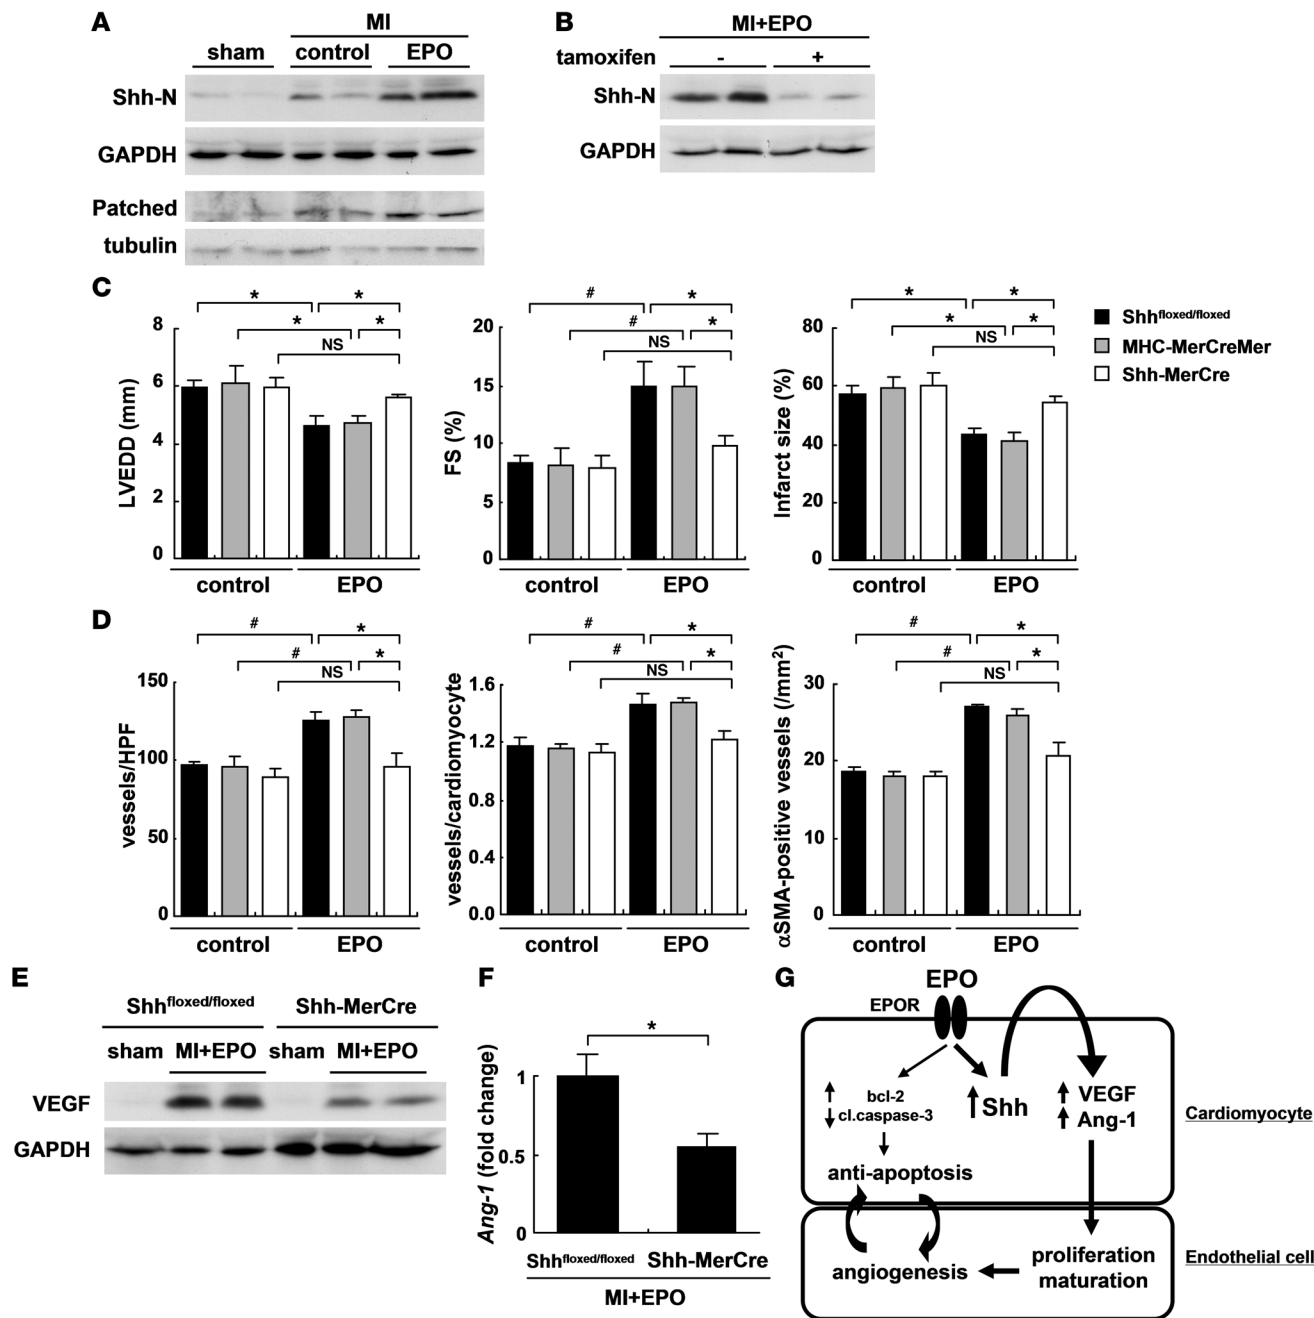 A
MI
sham control EPO
Shh-N
GAPDH
Patched
tubulin
B
MI+EPO
tamoxifen - +
Shh-N
GAPDH
C
* *
* *
NS
LVEDD (mm)
8
6
4
2
0
control EPO
# *
# *
NS
FS (%)
20
15
10
5
0
control EPO
* *
* *
NS
Infarct size (%)
80
60
40
20
0
control EPO
Shhfloxed/floxed
MHC-MerCreMer
Shh-MerCre
D
# *
# *
NS
vessels/HPF
150
100
50
0
control EPO
# *
# *
NS
vessels/cardiomyocyte
1.6
1.2
0.8
0.4
0.0
control EPO
# *
# *
NS
αSMA-positive vessels (/mm2)
30
20
10
0
control EPO
E
Shhfloxed/floxed Shh-MerCre
sham MI+EPO sham MI+EPO
VEGF
GAPDH
F
*
Ang-1 (fold change)
1
0.5
0
Shhfloxed/floxed Shh-MerCre
MI+EPO
G
EPO
EPOR
bcl-2
cl.caspase-3
Shh
VEGF
Ang-1
Cardiomyocyte
anti-apoptosis
angiogenesis
proliferation
maturation
Endothelial cell